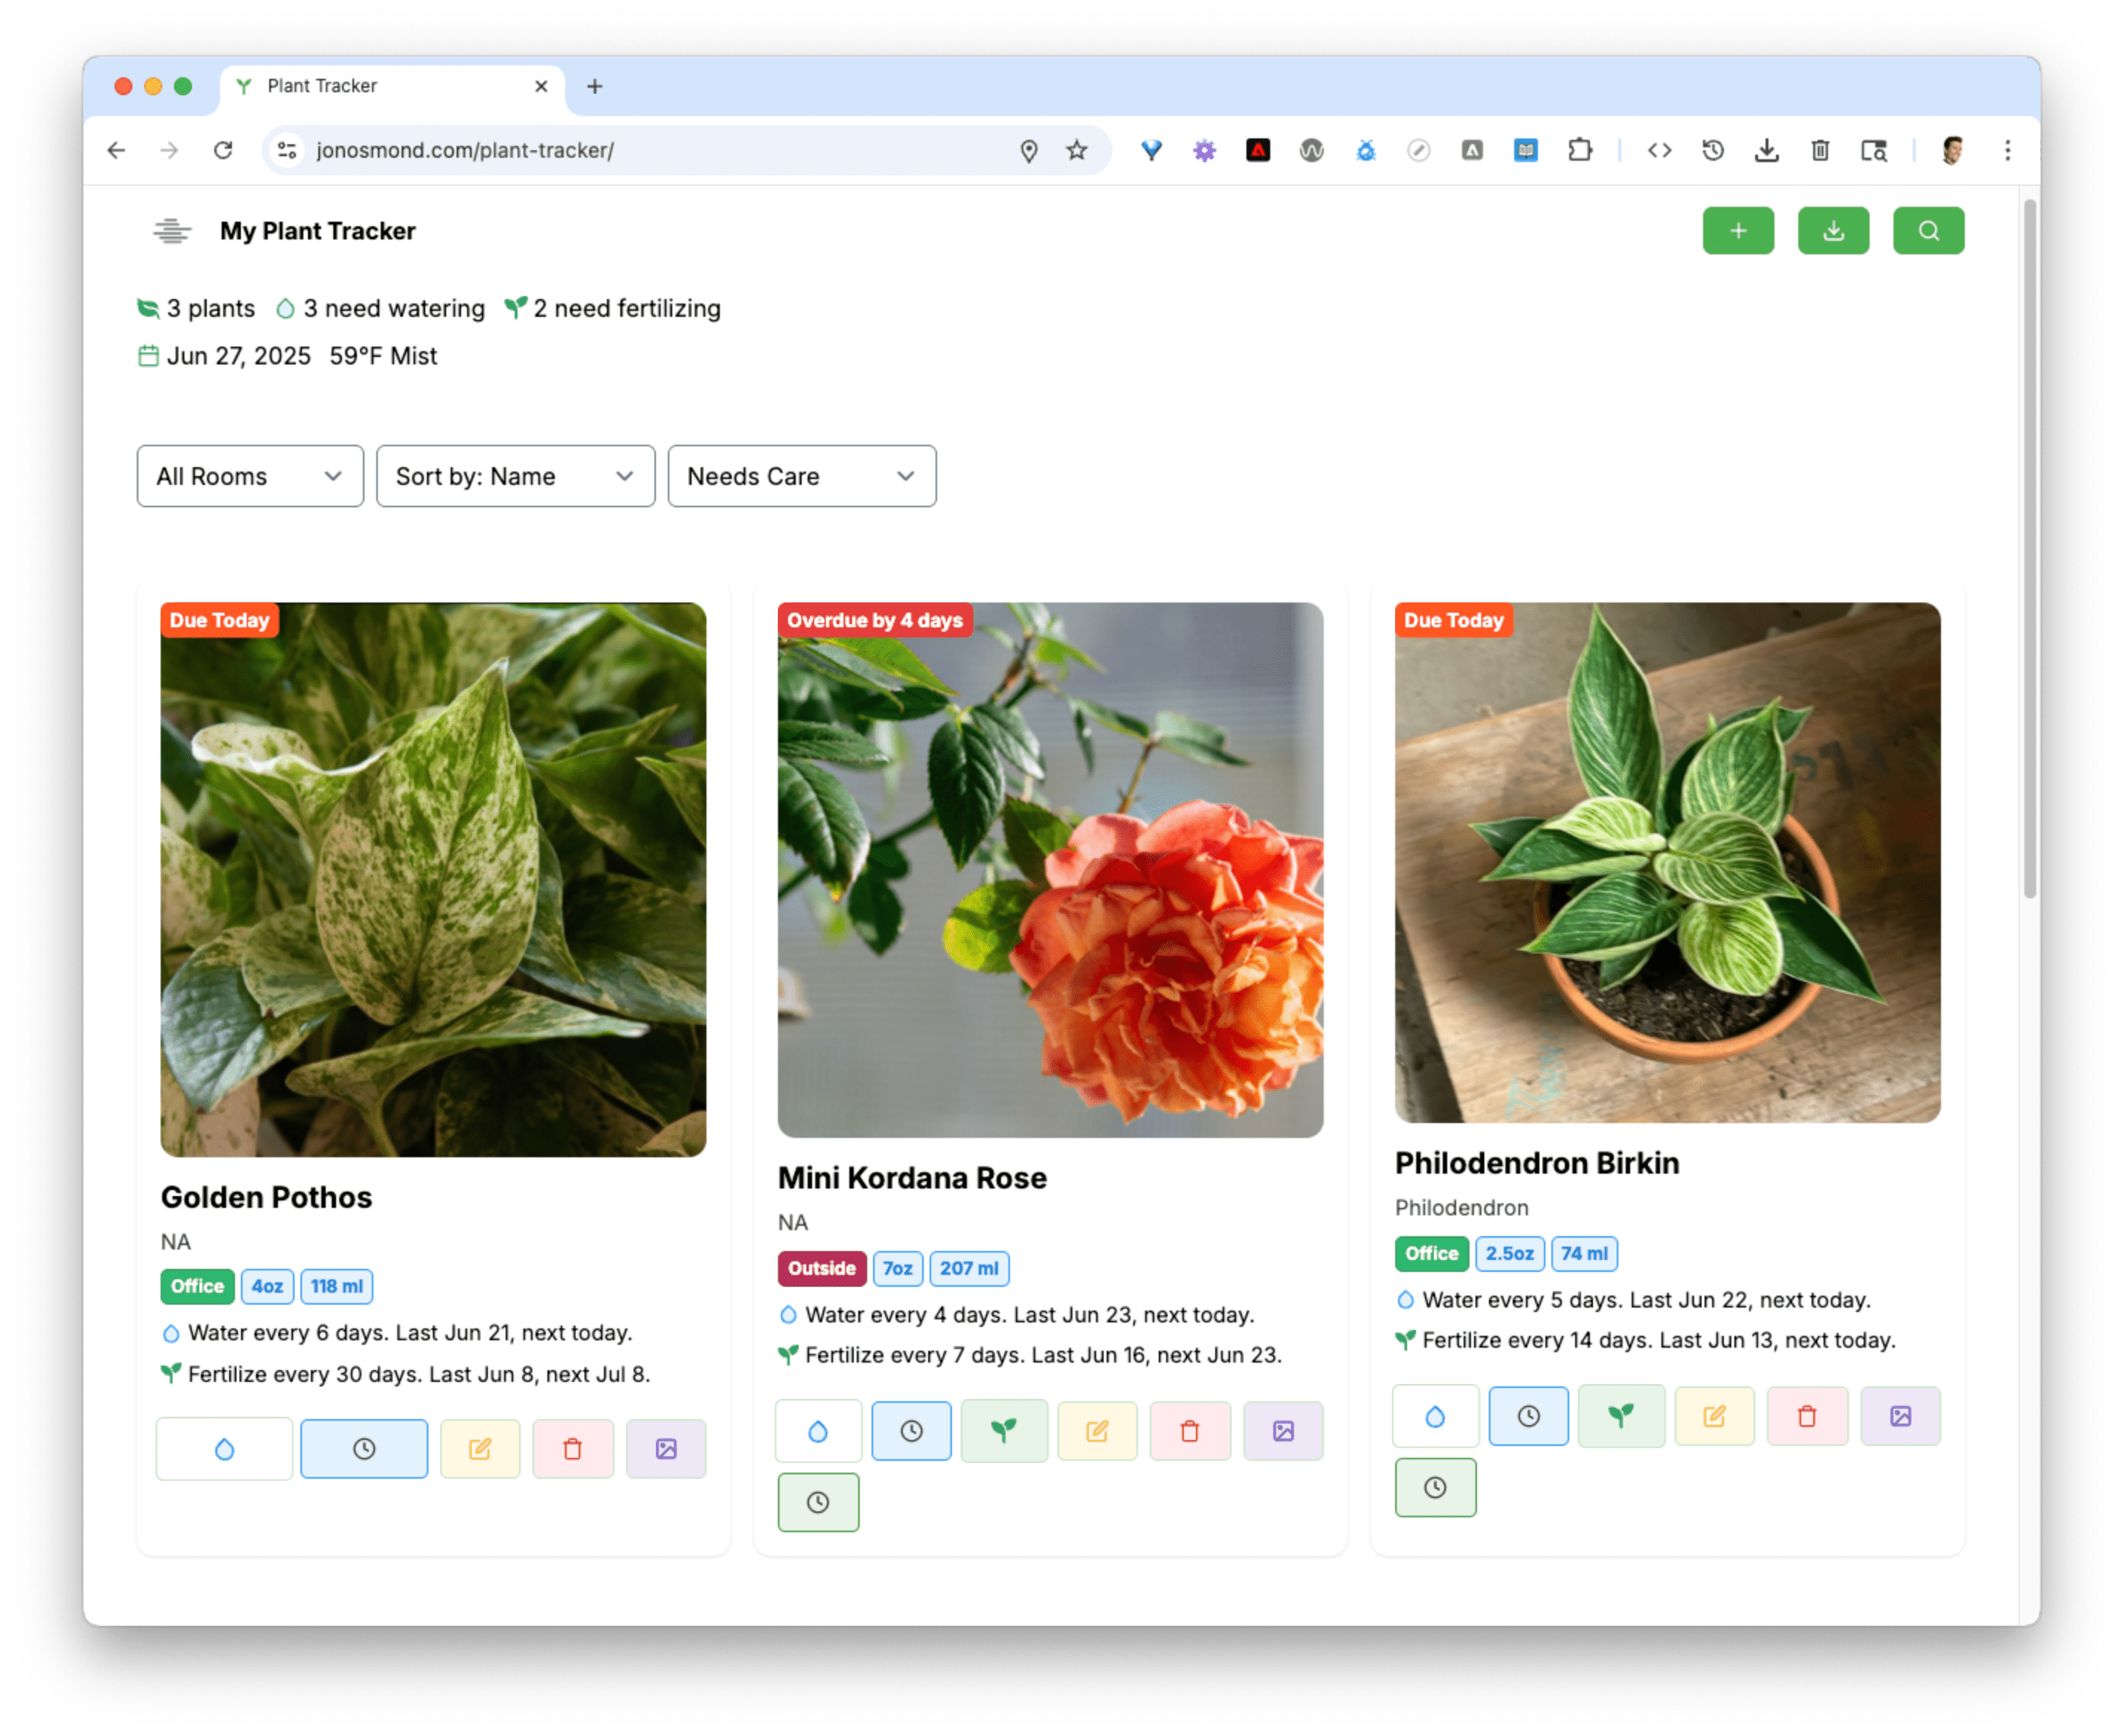 Plant Tracker
jonosmond.com/plant-tracker/
My Plant Tracker
3 plants 3 need watering 2 need fertilizing
Jun 27, 2025 59°F Mist
All Rooms
Sort by: Name
Needs Care
Due Today
Golden Pothos
NA
Office 4oz 118 ml
Water every 6 days. Last Jun 21, next today.
Fertilize every 30 days. Last Jun 8, next Jul 8.
Overdue by 4 days
Mini Kordana Rose
NA
Outside 7oz 207 ml
Water every 4 days. Last Jun 23, next today.
Fertilize every 7 days. Last Jun 16, next Jun 23.
Due Today
Philodendron Birkin
Philodendron
Office 2.5oz 74 ml
Water every 5 days. Last Jun 22, next today.
Fertilize every 14 days. Last Jun 13, next today.